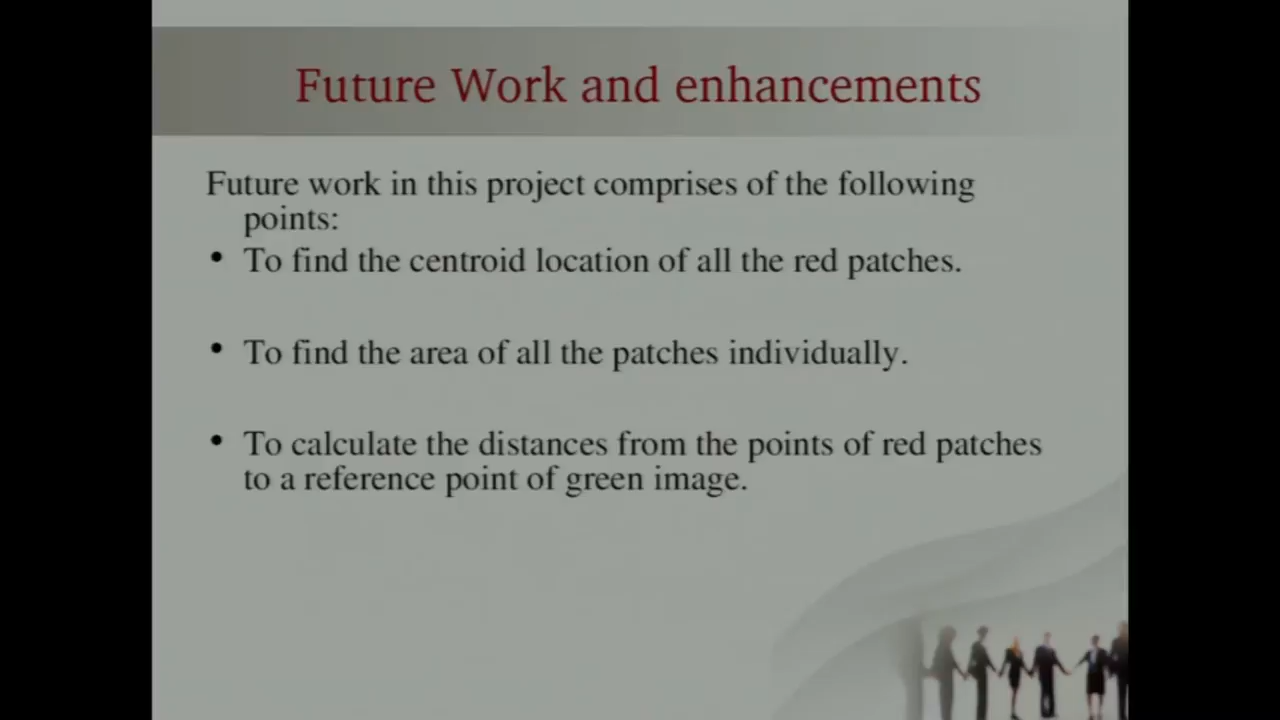 Future Work and enhancements
Future work in this project comprises of the following
points:
• To find the centroid location of all the red patches.
• To find the area of all the patches individually.
• To calculate the distances from the points of red patches
to a reference point of green image.